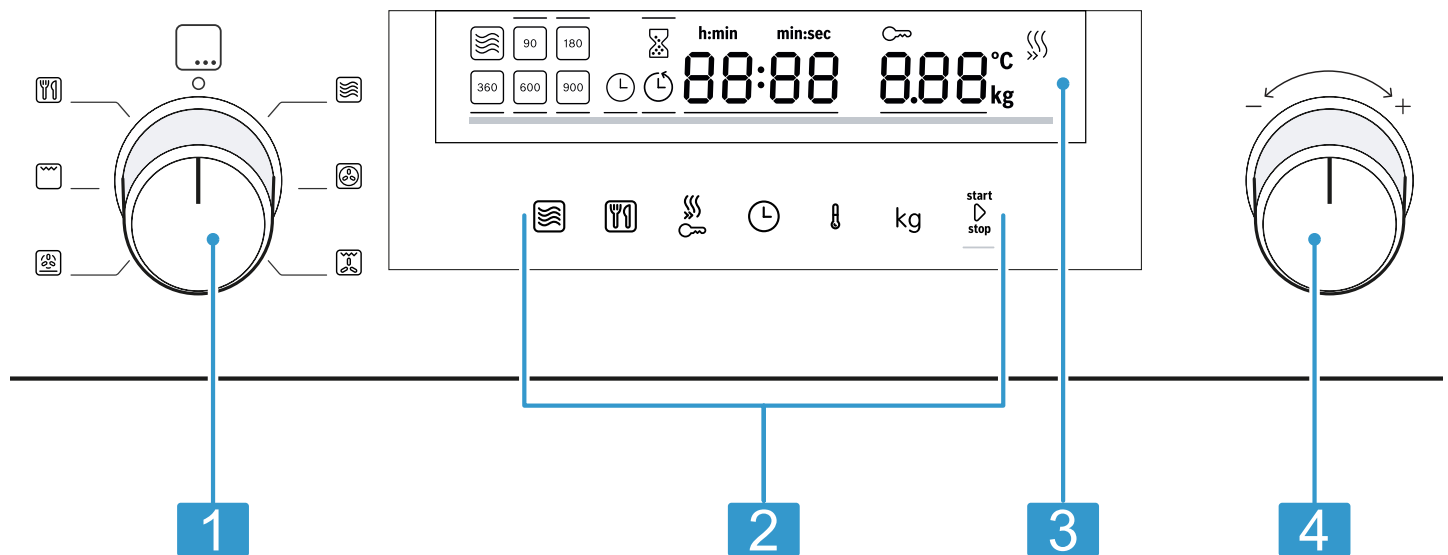 90 180
h:min min:sec
88:88 8.88 °C
360 600 900
kg
− +
start
kg
stop
1 2 3 4